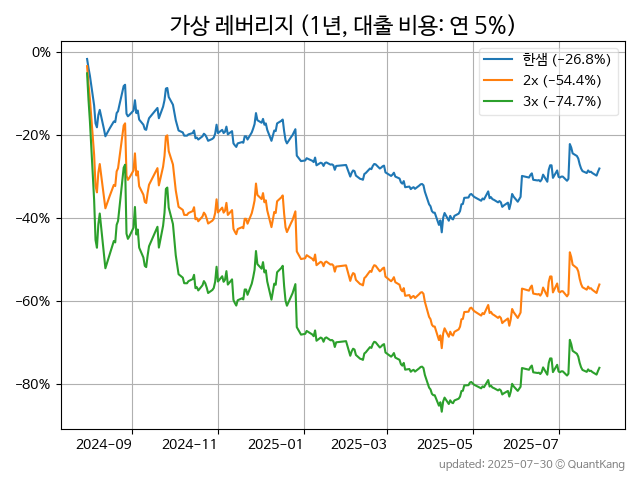 가상 레버리지 (1년, 대출 비용: 연 5%)
한샘 (−26.8%)
2x (−54.4%)
3x (−74.7%)
0%
−20%
−40%
−60%
−80%
2024-09 2024-11 2025-01 2025-03 2025-05 2025-07
updated: 2025-07-30 © QuantKang